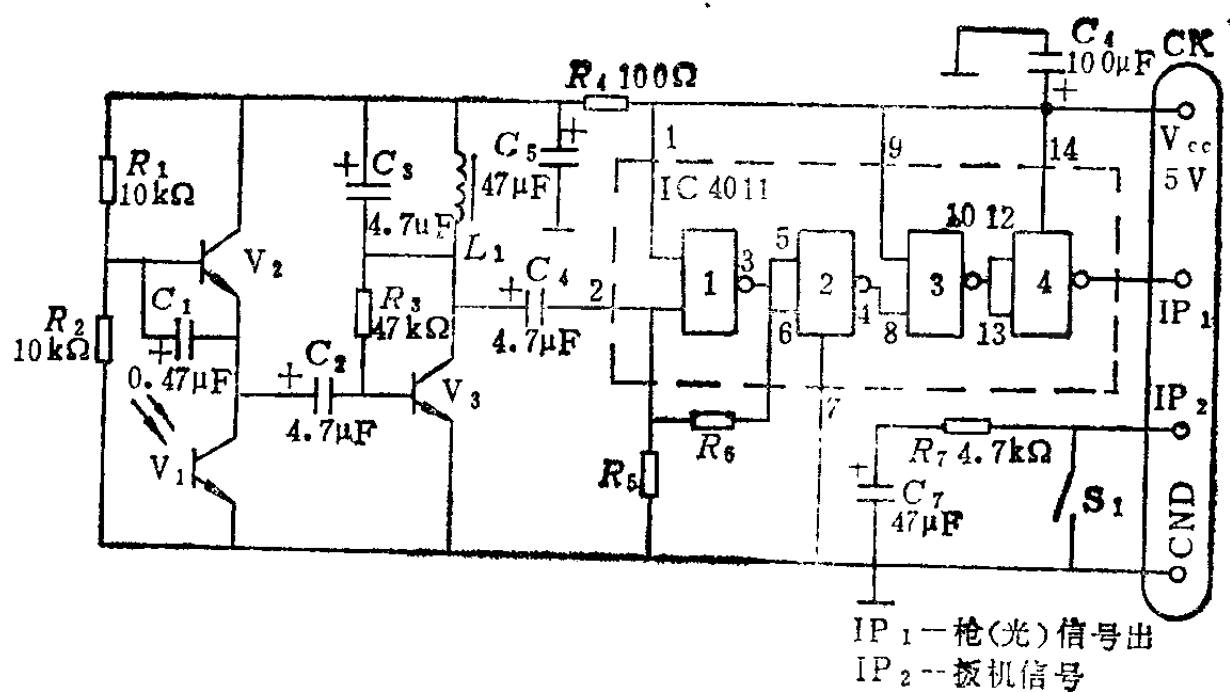 C₄
100μF
+
CK
R₄ 100Ω
Vcc
5V
R₁
10kΩ
C₃
+
4.7μF
C₅
+
47μF
1
9
14
IC 4011
V₂
L₁
C₁
+
0.47μF
R₂
10kΩ
R₃
47kΩ
C₄
+
4.7μF
2
1
3
5
6
2
4
8
3
10
12
13
4
IP₁
C₂
+
4.7μF
V₃
V₁
7
IP₂
R₆
R₅
R₇ 4.7kΩ
+
C₇
47μF
S₁
CND
IP₁—枪(光)信号出
IP₂--扳机信号